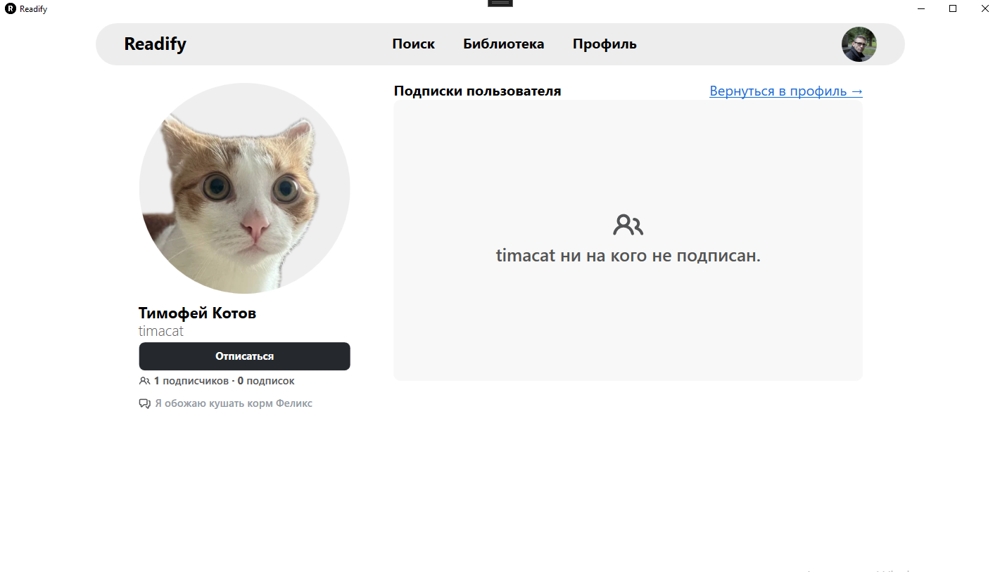 Readify
Readify
Поиск
Библиотека
Профиль
Подписки пользователя
Вернуться в профиль →
timacat ни на кого не подписан.
Тимофей Котов
timacat
Отписаться
1 подписчиков · 0 подписок
Я обожаю кушать корм Феликс